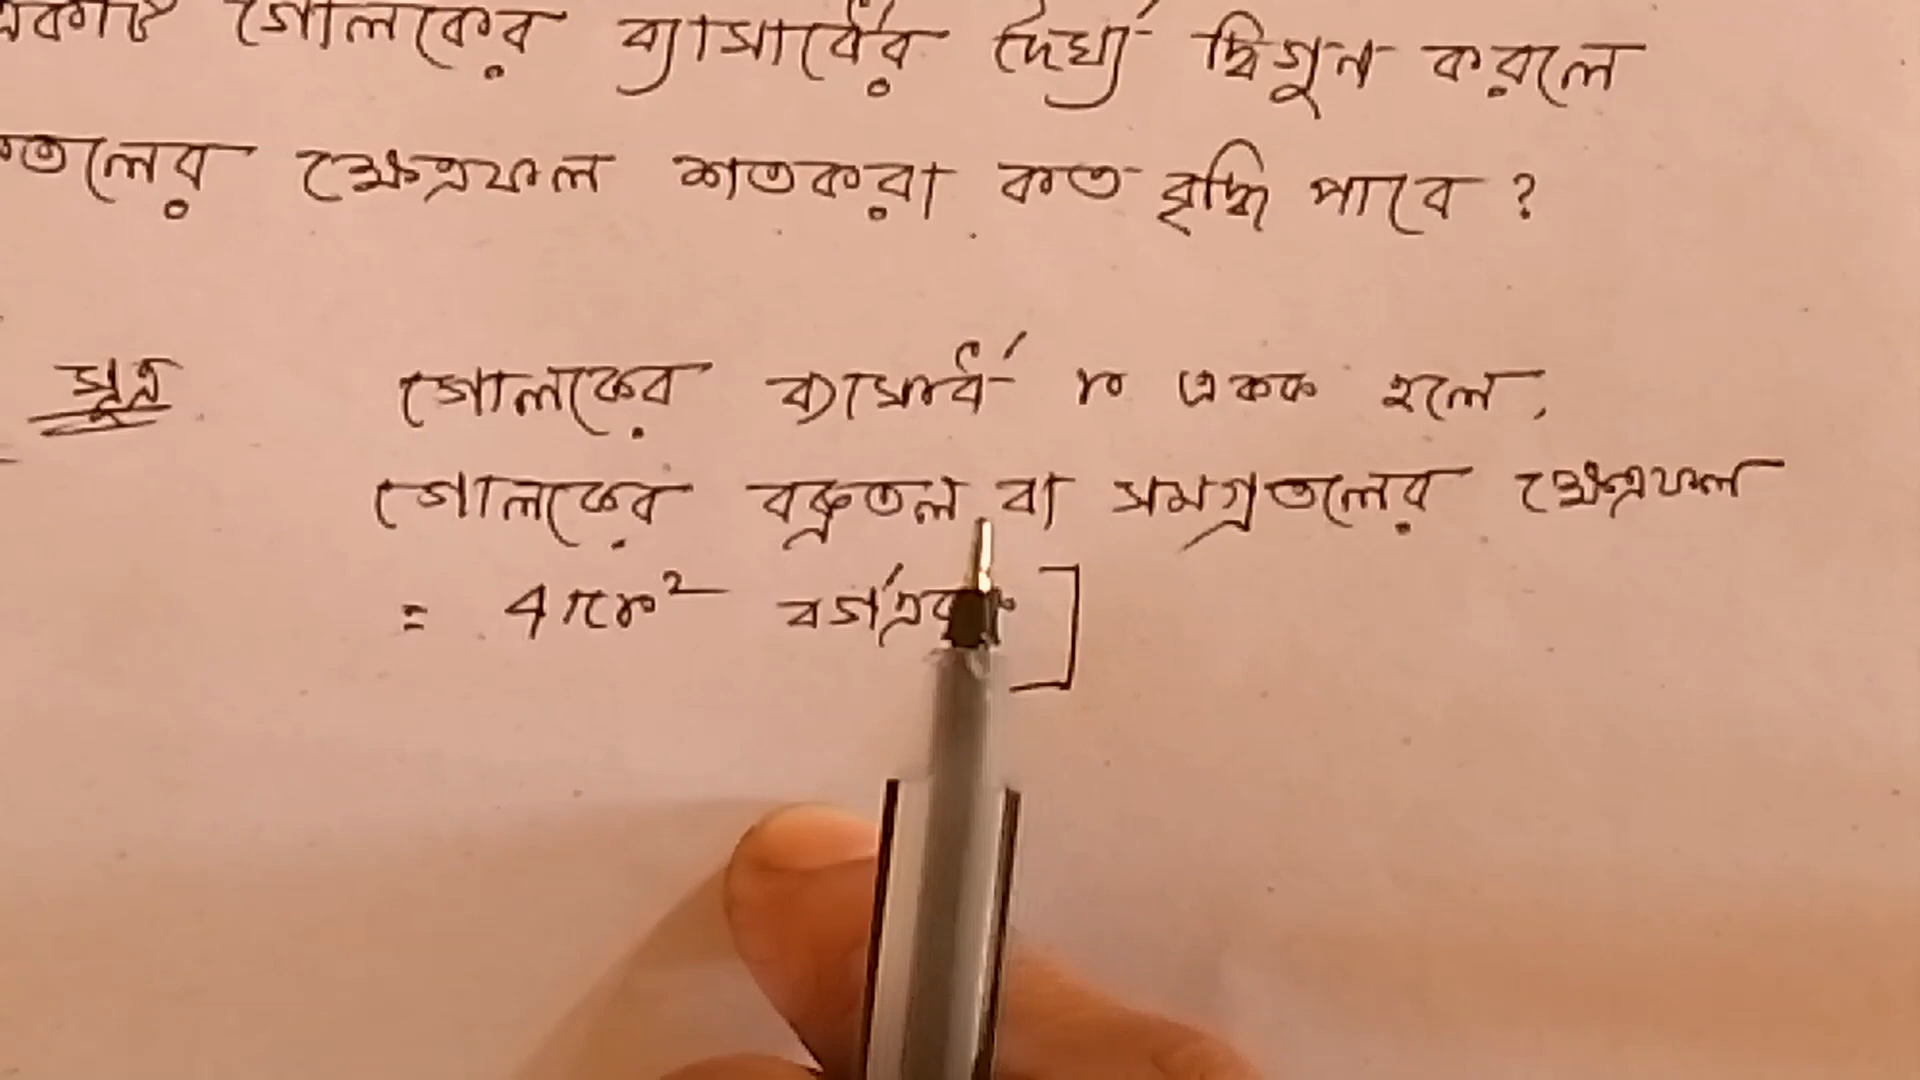 একটি গোলকের ব্যাসার্ধের দৈর্ঘ্য দ্বিগুন করলে
তলের ক্ষেত্রফল শতকরা কত বৃদ্ধি পাবে ?
সূত্র গোলকের ব্যাসার্ধ r একক হলে,
গোলকের বক্রতল বা সমগ্রতলের ক্ষেত্রফল
= 4πr² বর্গএকক ]